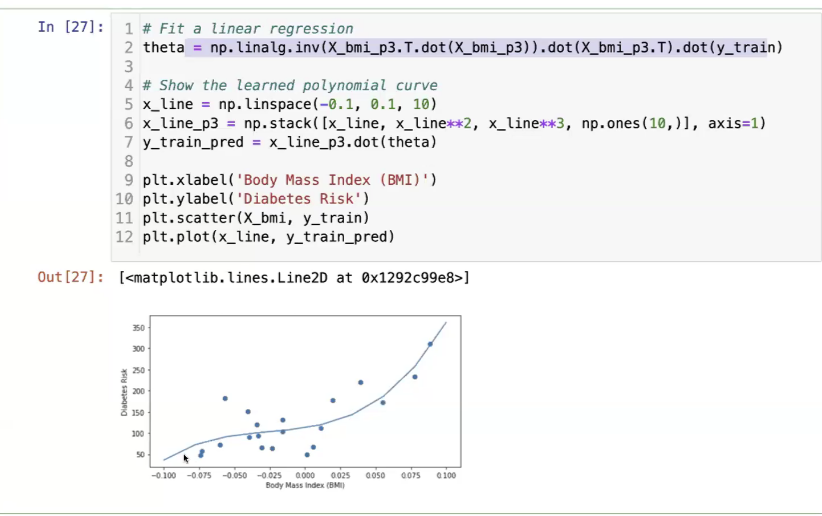 In [27]:
1 # Fit a linear regression
2 theta = np.linalg.inv(X_bmi_p3.T.dot(X_bmi_p3)).dot(X_bmi_p3.T).dot(y_train)
3
4 # Show the learned polynomial curve
5 x_line = np.linspace(-0.1, 0.1, 10)
6 x_line_p3 = np.stack([x_line, x_line**2, x_line**3, np.ones(10,)], axis=1)
7 y_train_pred = x_line_p3.dot(theta)
8
9 plt.xlabel('Body Mass Index (BMI)')
10 plt.ylabel('Diabetes Risk')
11 plt.scatter(X_bmi, y_train)
12 plt.plot(x_line, y_train_pred)
Out[27]: [<matplotlib.lines.Line2D at 0x1292c99e8>]
350
300
250
200
150
100
50
Diabetes Risk
−0.100 −0.075 −0.050 −0.025 0.000 0.025 0.050 0.075 0.100
Body Mass Index (BMI)